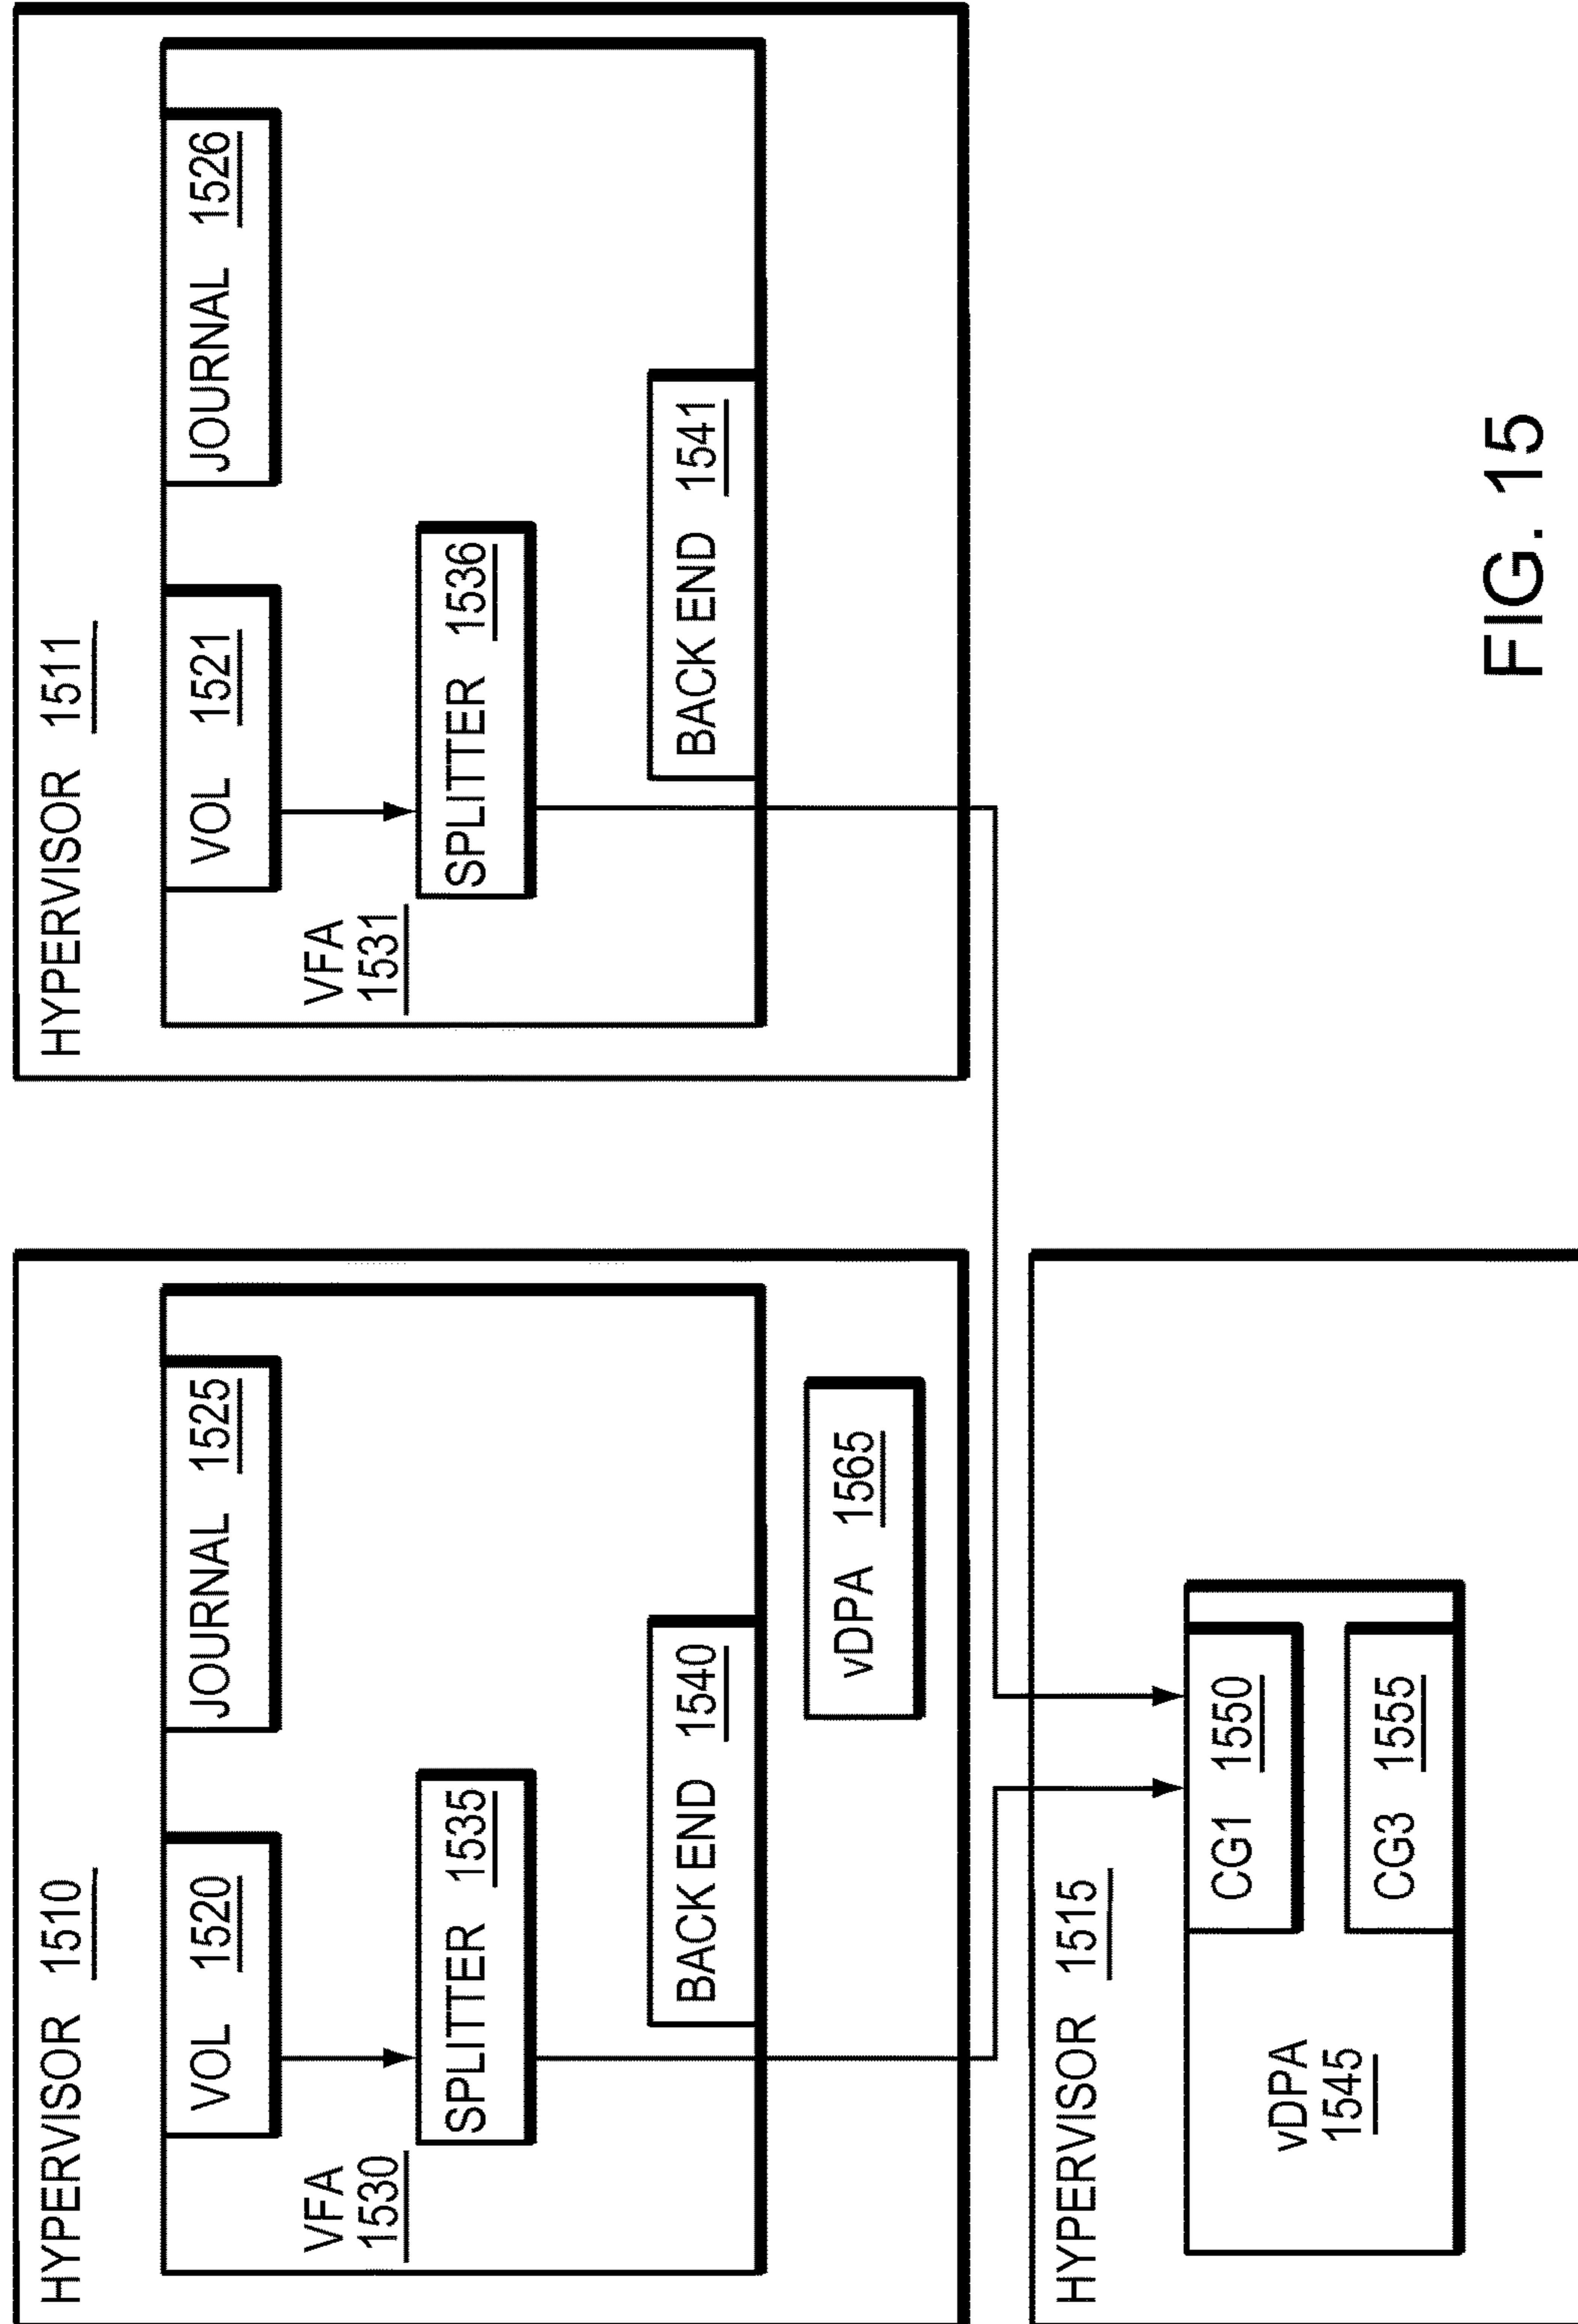 HYPERVISOR 1510
VOL 1520
JOURNAL 1525
VFA
1530
SPLITTER 1535
BACK END 1540
vDPA 1565
HYPERVISOR 1511
VOL 1521
JOURNAL 1526
VFA
1531
SPLITTER 1536
BACK END 1541
HYPERVISOR 1515
vDPA
1545
CG1 1550
CG3 1555
FIG. 15